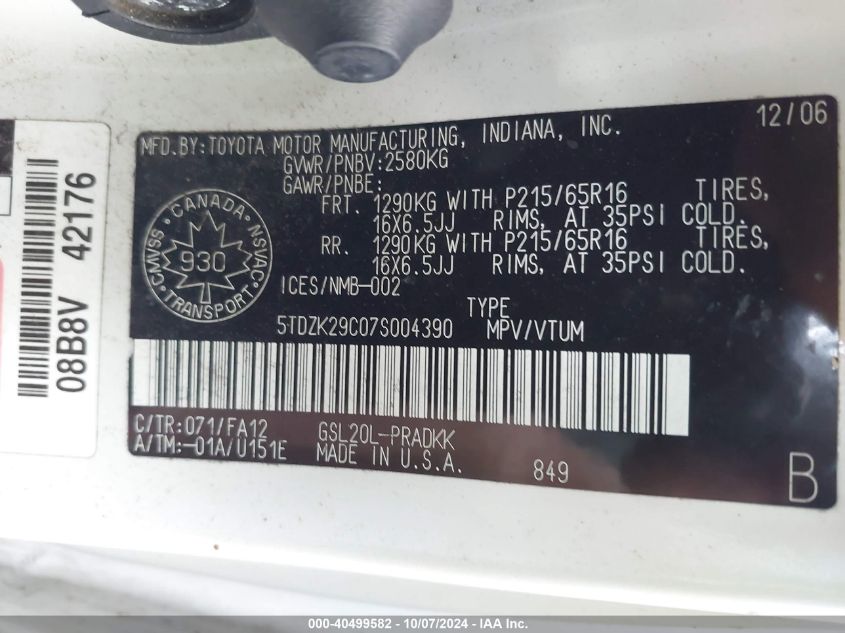 12/06
MFD.BY:TOYOTA MOTOR MANUFACTURING, INDIANA, INC.
GVWR/PNBV:2580KG
GAWR/PNBE:
FRT. 1290KG WITH P215/65R16 TIRES,
16X6.5JJ RIMS, AT 35PSI COLD.
RR. 1290KG WITH P215/65R16 TIRES,
16X6.5JJ RIMS, AT 35PSI COLD.
ICES/NMB-002
CANADA
CMVSS NSVAC
930
TRANSPORT
TYPE
5TDZK29C07S004390 MPV/VTUM
C/TR:071/FA12 GSL20L-PRADKK
A/TM:-01A/U151E MADE IN U.S.A.
849
B
08B8V 42176
000-40499582 - 10/07/2024 - IAA Inc.